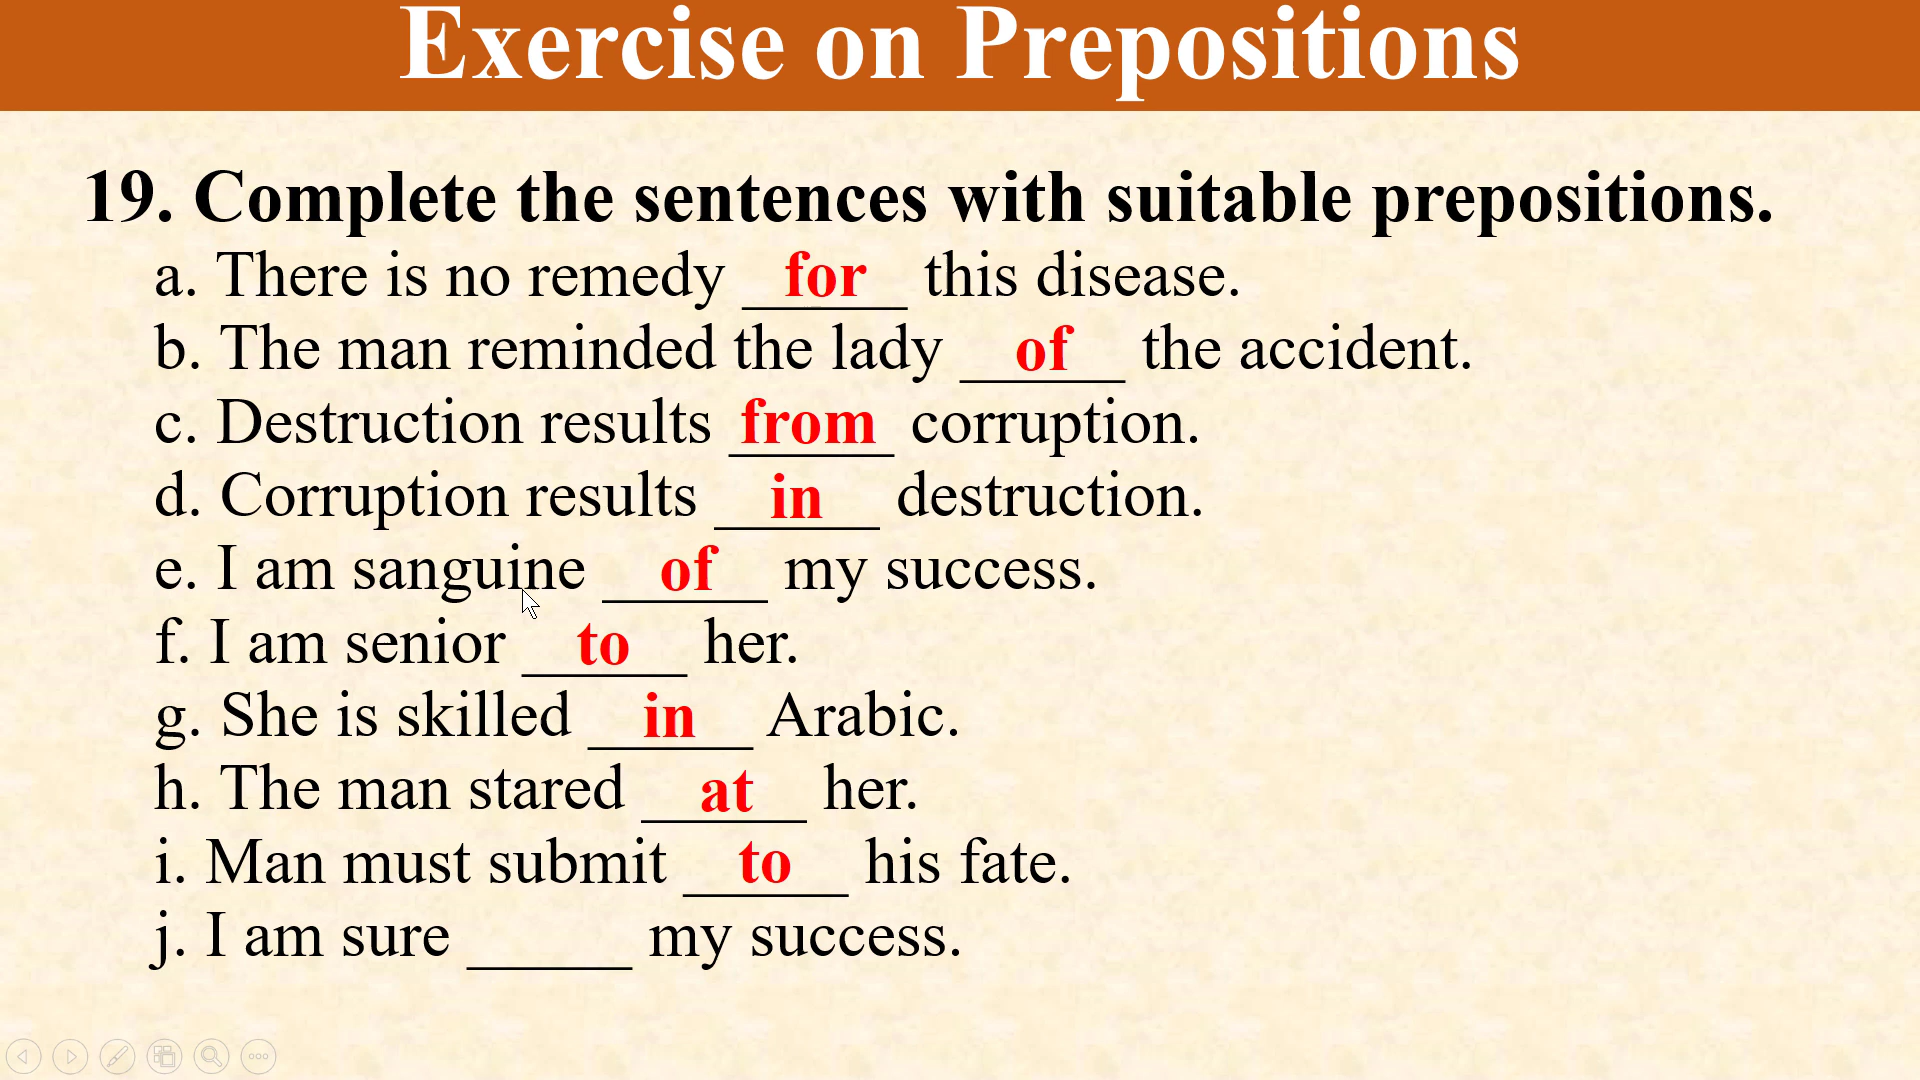 Exercise on Prepositions
19. Complete the sentences with suitable prepositions.
a. There is no remedy for this disease.
b. The man reminded the lady of the accident.
c. Destruction results from corruption.
d. Corruption results in destruction.
e. I am sanguine of my success.
f. I am senior to her.
g. She is skilled in Arabic.
h. The man stared at her.
i. Man must submit to his fate.
j. I am sure _____ my success.